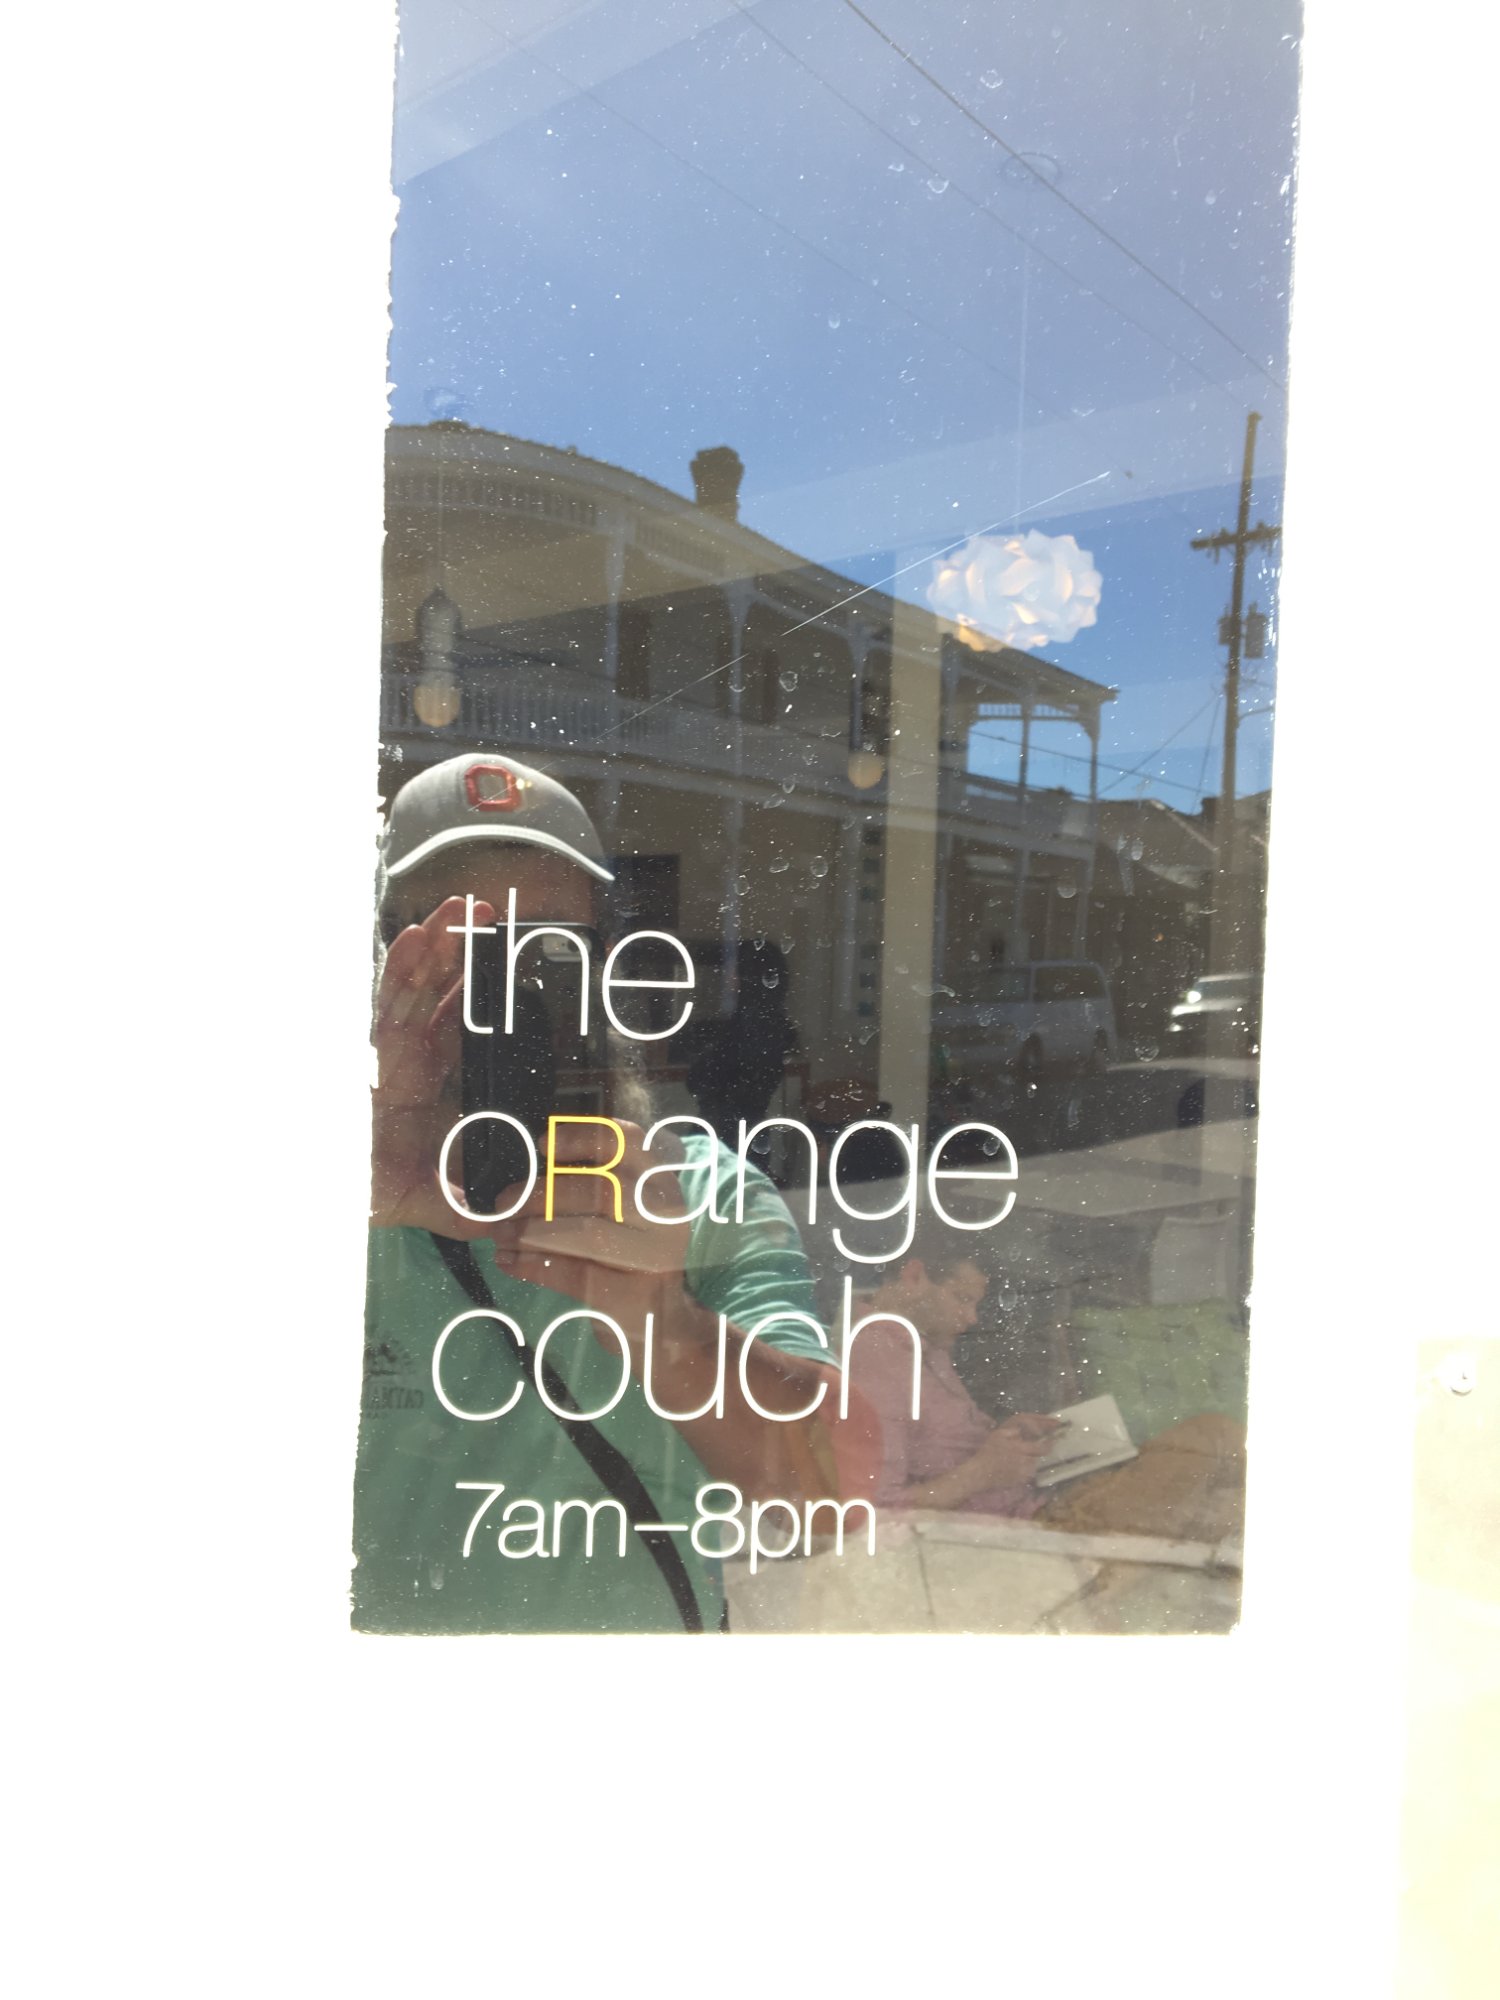 the
oRange
couch
7am–8pm